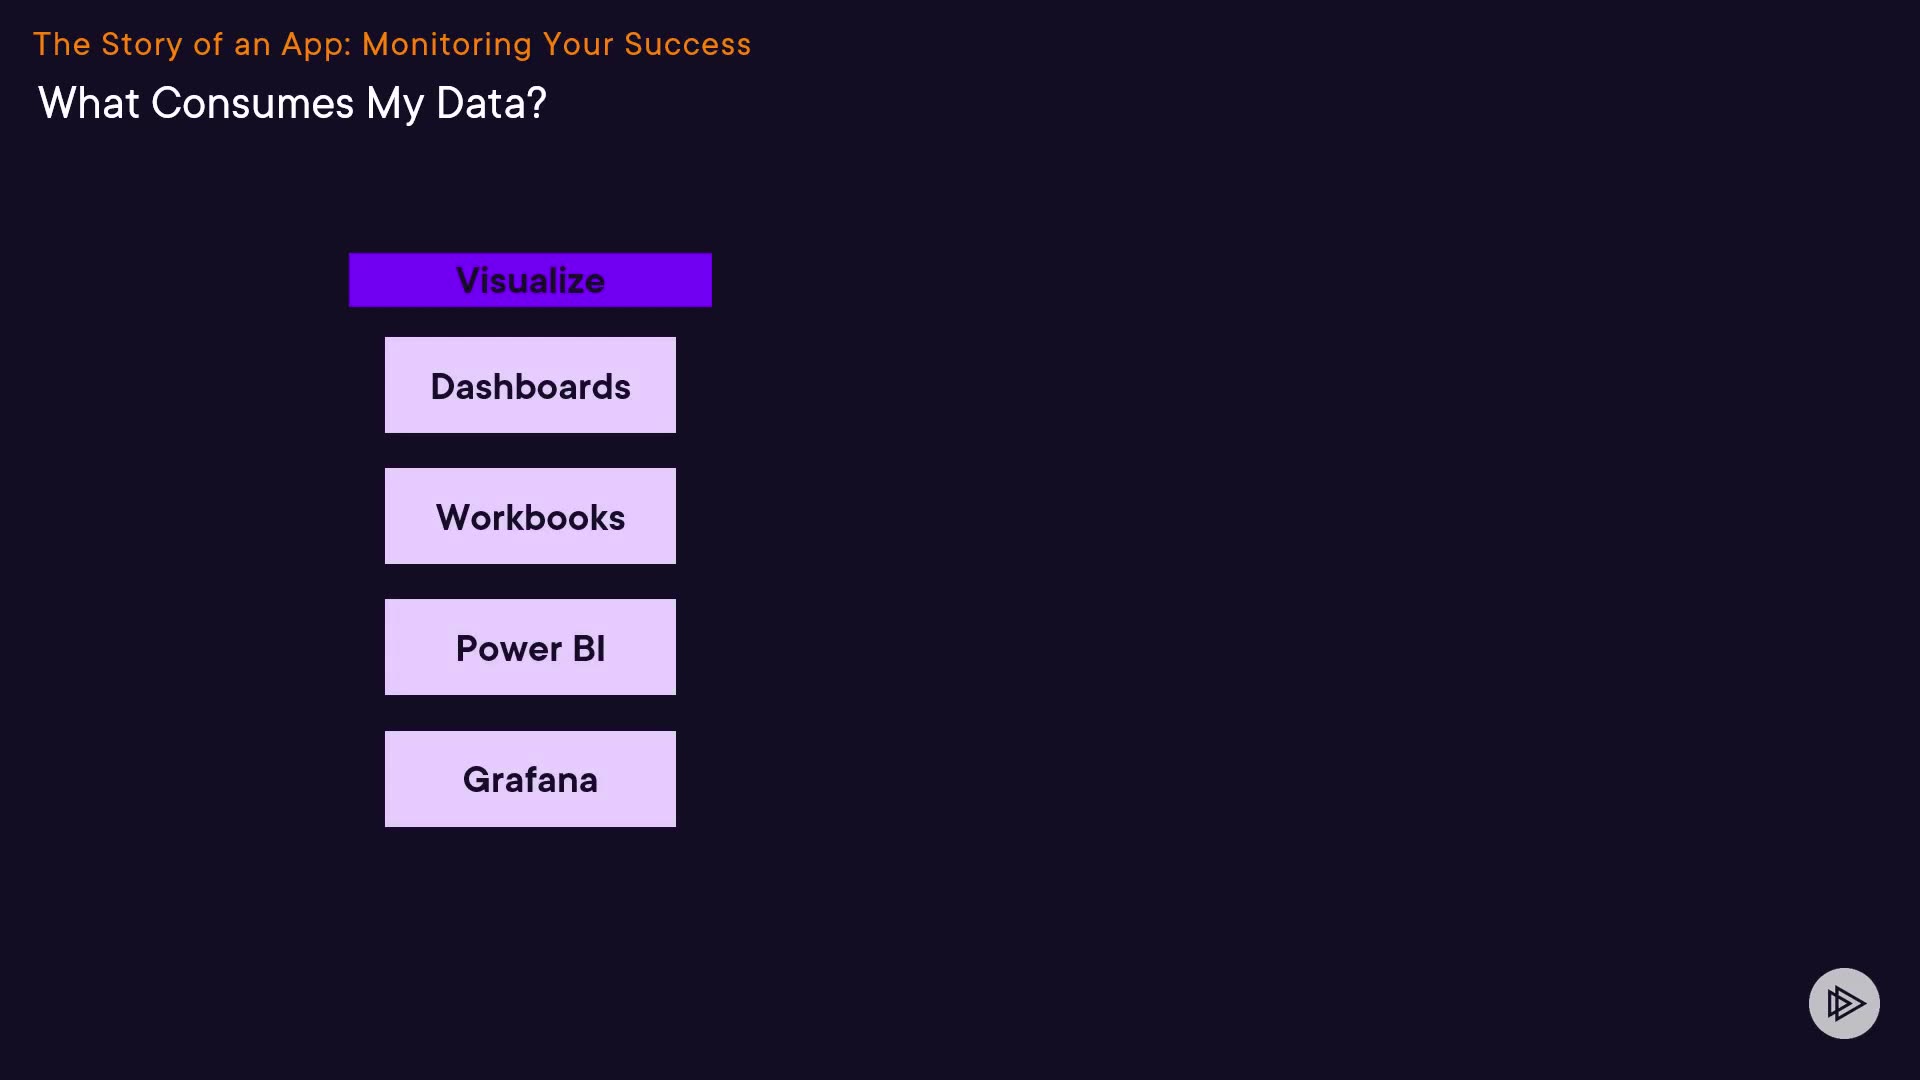 The Story of an App: Monitoring Your Success
What Consumes My Data?
Visualize
Dashboards
Workbooks
Power BI
Grafana